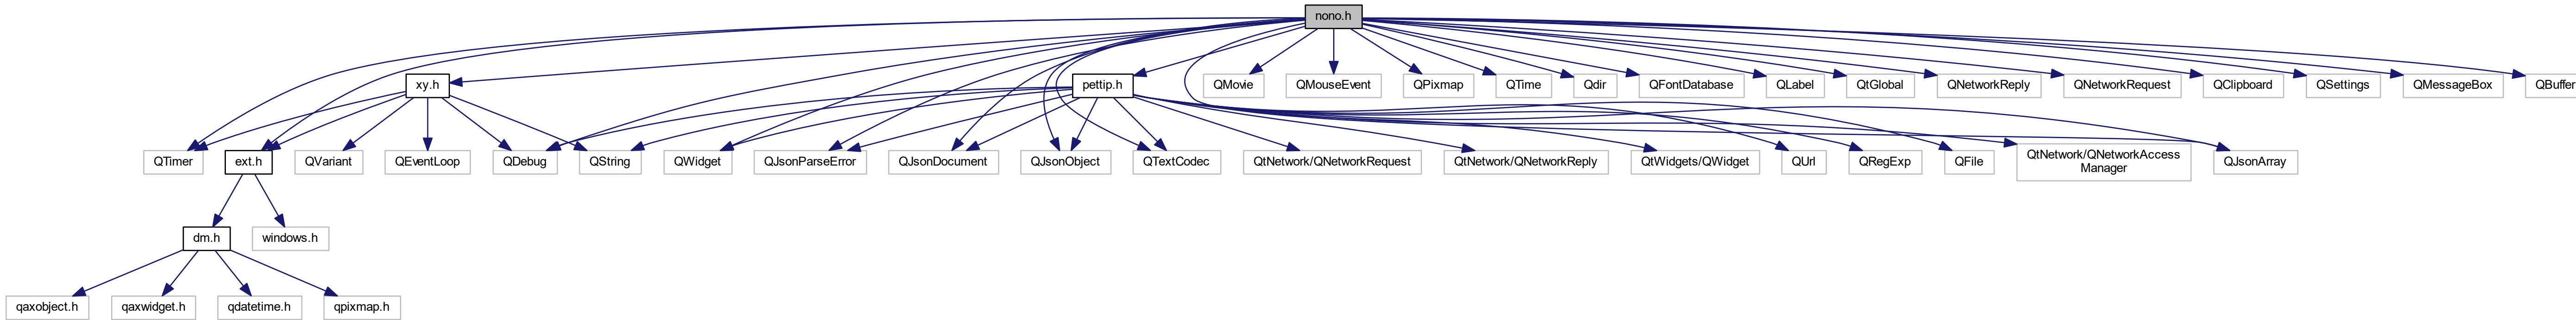 nono.h
xy.h
pettip.h
QMovie
QMouseEvent
QPixmap
QTime
Qdir
QFontDatabase
QLabel
QtGlobal
QNetworkReply
QNetworkRequest
QClipboard
QSettings
QMessageBox
QBuffer
QTimer
ext.h
QVariant
QEventLoop
QDebug
QString
QWidget
QJsonParseError
QJsonDocument
QJsonObject
QTextCodec
QtNetwork/QNetworkRequest
QtNetwork/QNetworkReply
QtWidgets/QWidget
QUrl
QRegExp
QFile
QtNetwork/QNetworkAccess
Manager
QJsonArray
dm.h
windows.h
qaxobject.h
qaxwidget.h
qdatetime.h
qpixmap.h